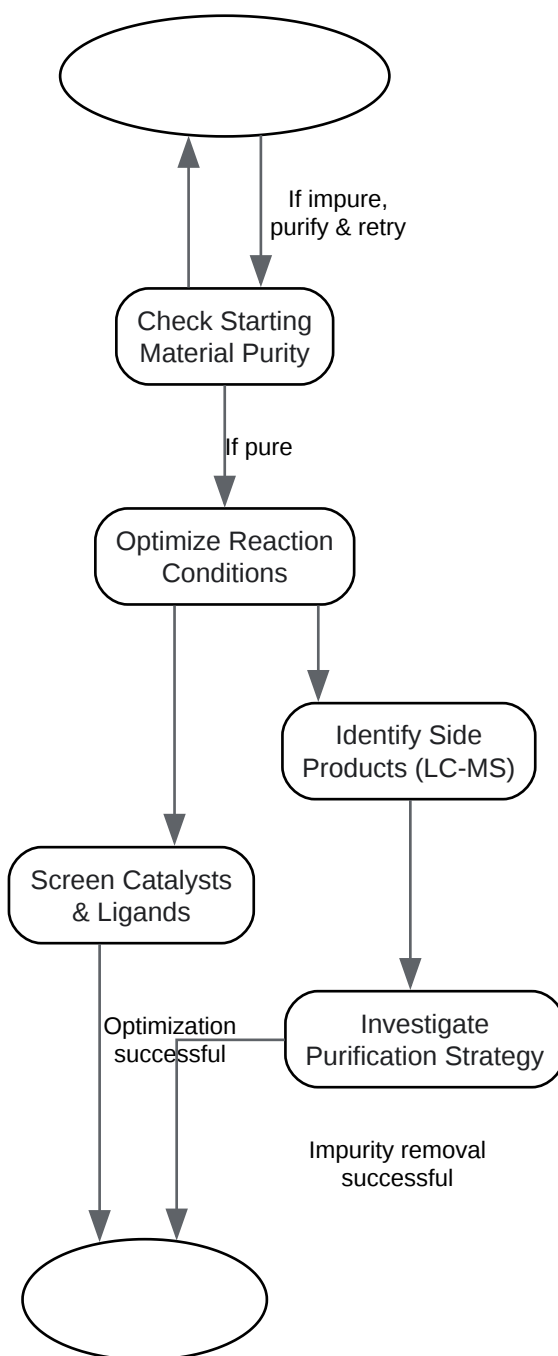 If impure,
purify & retry
Check Starting
Material Purity
If pure
Optimize Reaction
Conditions
Identify Side
Products (LC-MS)
Screen Catalysts
& Ligands
Optimization
successful
Investigate
Purification Strategy
Impurity removal
successful